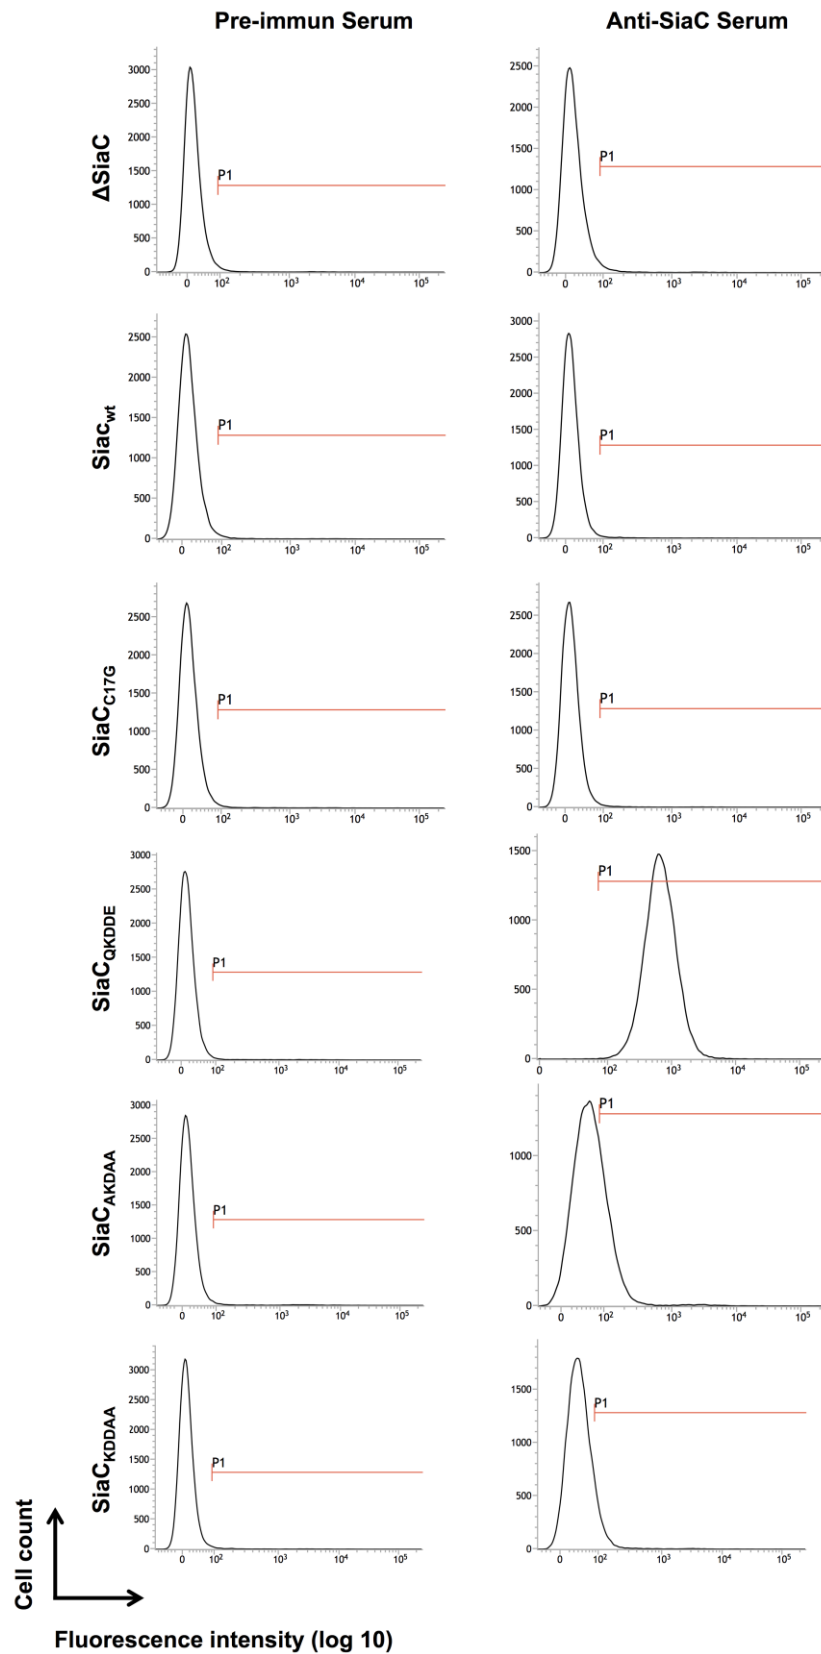 Pre-immun Serum Anti-SiaC Serum
ΔSiaC
3000 2500 2000 1500 1000 500 0
P1
0 10² 10³ 10⁴ 10⁵
2500 2000 1500 1000 500 0
P1
0 10² 10³ 10⁴ 10⁵
Siacwt
2500 2000 1500 1000 500 0
P1
0 10² 10³ 10⁴ 10⁵
3000 2500 2000 1500 1000 500 0
P1
0 10² 10³ 10⁴ 10⁵
SiaCC17G
2500 2000 1500 1000 500 0
P1
0 10² 10³ 10⁴ 10⁵
2500 2000 1500 1000 500 0
P1
0 10² 10³ 10⁴ 10⁵
SiaCQKDDE
3000 2500 2000 1500 1000 500 0
P1
0 10² 10³ 10⁴ 10⁵
1500 1000 500 0
P1
0 10² 10³ 10⁴ 10⁵
SiaCAKDAA
3000 2500 2000 1500 1000 500 0
P1
0 10² 10³ 10⁴ 10⁵
1000 500 0
P1
0 10² 10³ 10⁴ 10⁵
SiaCKDDAA
3000 2500 2000 1500 1000 500 0
P1
0 10² 10³ 10⁴ 10⁵
1500 1000 500 0
P1
0 10² 10³ 10⁴ 10⁵
Cell count
Fluorescence intensity (log 10)